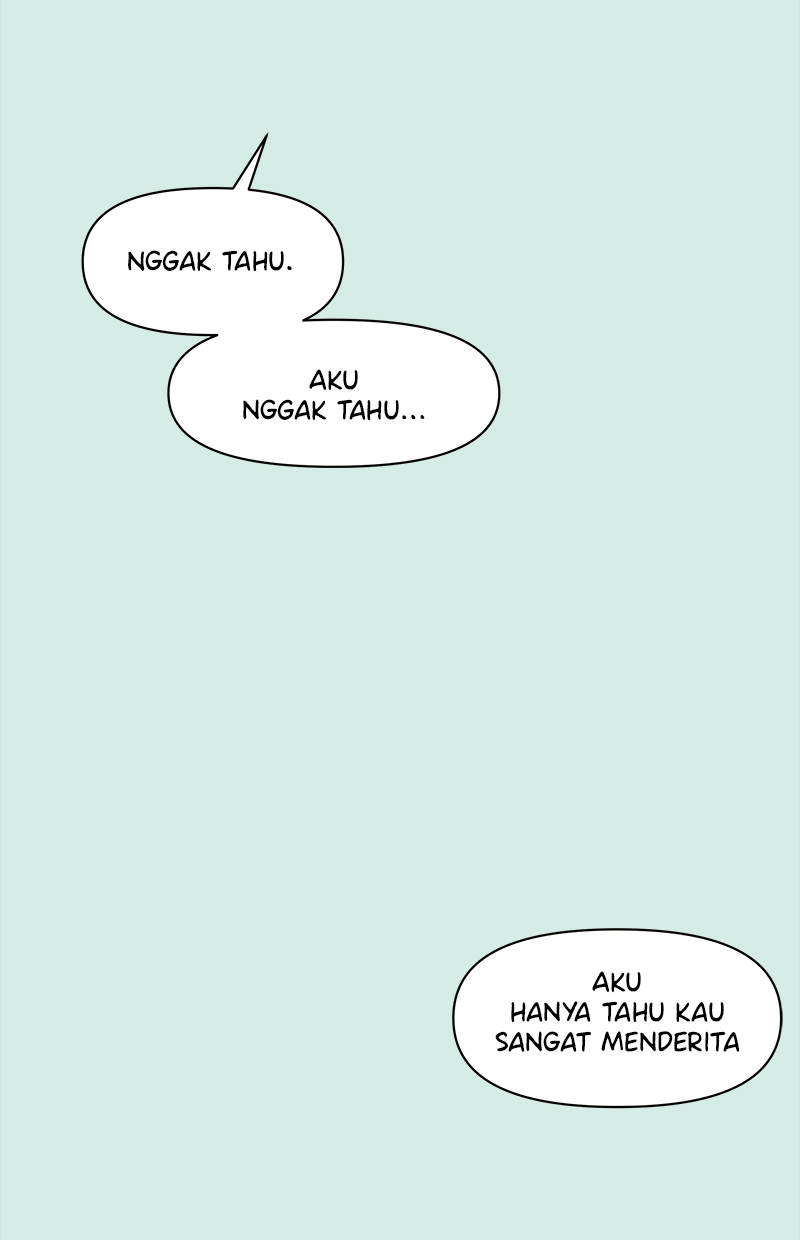 NGGAK TAHU.
AKU
NGGAK TAHU...
AKU
HANYA TAHU KAU
SANGAT MENDERITA